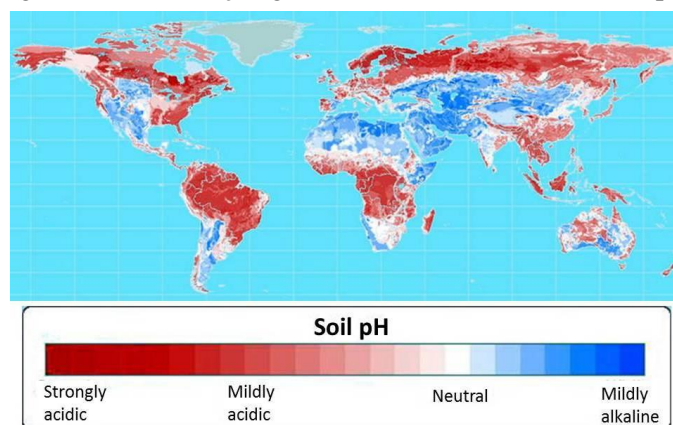 Soil pH
Strongly acidic
Mildly acidic
Neutral
Mildly alkaline